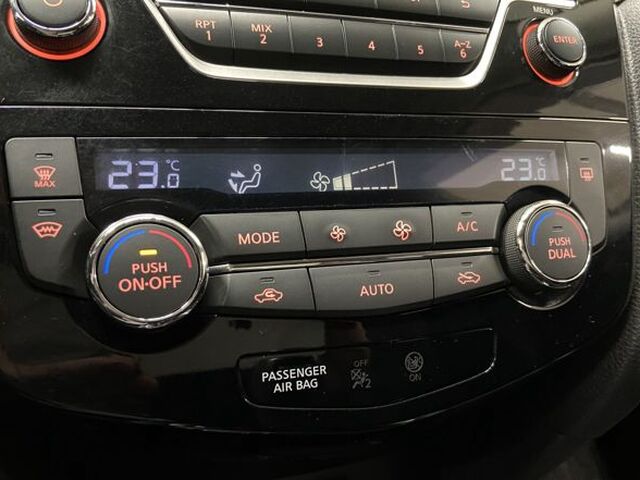 RPT
1
MIX
2
3
4
5
A-Z
6
MENU
ENTER
MAX
23.0 °C
23.0 °C
PUSH
ON·OFF
MODE
A/C
PUSH
DUAL
AUTO
PASSENGER
AIR BAG
OFF
2
ON